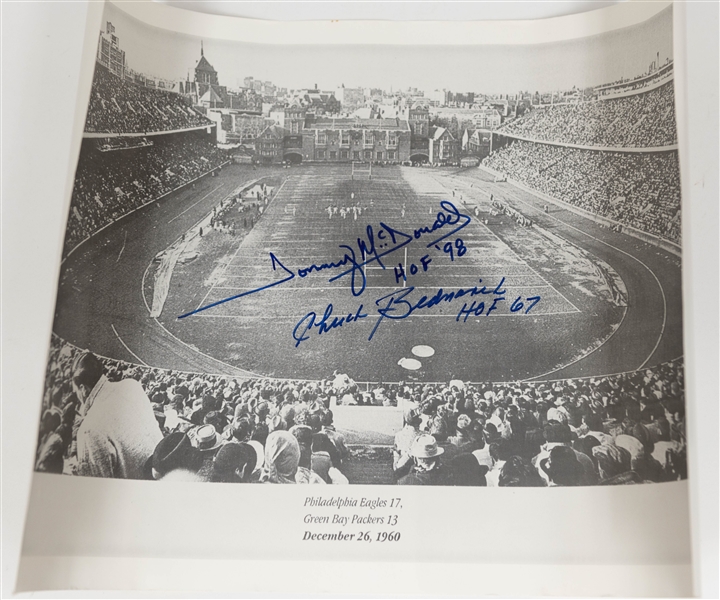 Tommy McDonald
HOF '98
Chuck Bednarik
HOF 67
Philadelphia Eagles 17,
Green Bay Packers 13
December 26, 1960